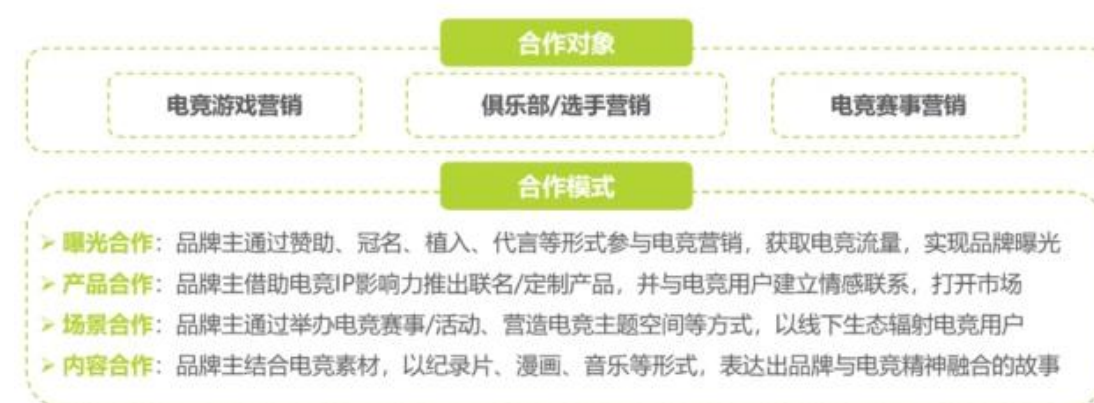 合作对象
电竞游戏营销 俱乐部/选手营销 电竞赛事营销
合作模式
曝光合作：品牌主通过赞助、冠名、植入、代言等形式参与电竞营销，获取电竞流量，实现品牌曝光
产品合作：品牌主借助电竞IP影响力推出联名/定制产品，并与电竞用户建立情感联系，打开市场
场景合作：品牌主通过举办电竞赛事/活动、营造电竞主题空间等方式，以线下生态辐射电竞用户
内容合作：品牌主结合电竞素材，以纪录片、漫画、音乐等形式，表达出品牌与电竞精神融合的故事